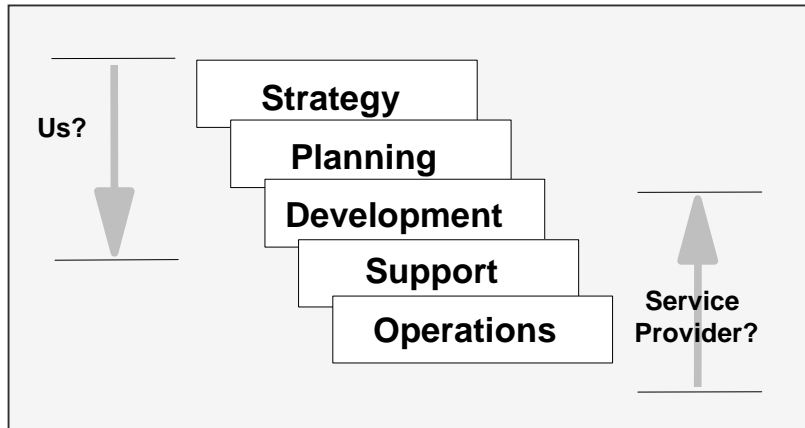 Strategy
Us?
Planning
Development
Support
Service
Provider?
Operations